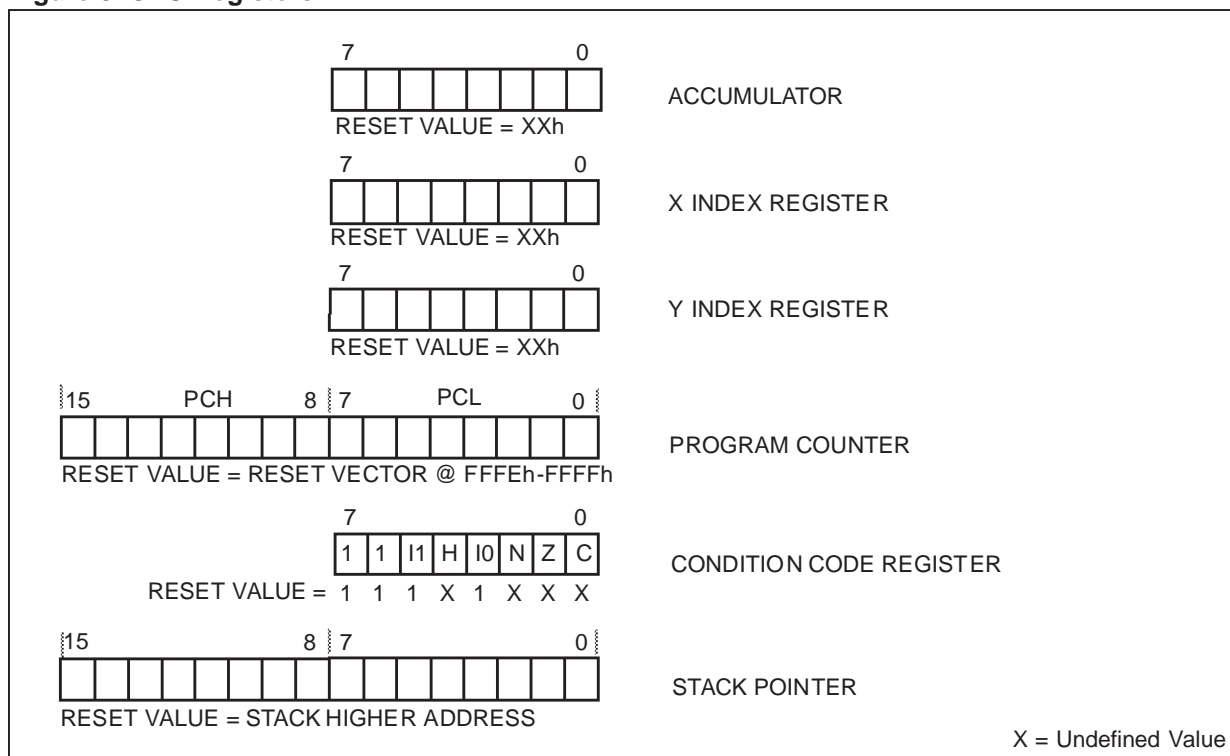 7 0
ACCUMULATOR
RESET VALUE = XXh
7 0
X INDEX REGISTER
RESET VALUE = XXh
7 0
Y INDEX REGISTER
RESET VALUE = XXh
15 PCH 8 7 PCL 0
PROGRAM COUNTER
RESET VALUE = RESET VECTOR @ FFFEh-FFFFh
7 0
1 1 I1 H I0 N Z C
CONDITION CODE REGISTER
RESET VALUE = 1 1 1 X 1 X X X
15 8 7 0
STACK POINTER
RESET VALUE = STACK HIGHER ADDRESS
X = Undefined Value